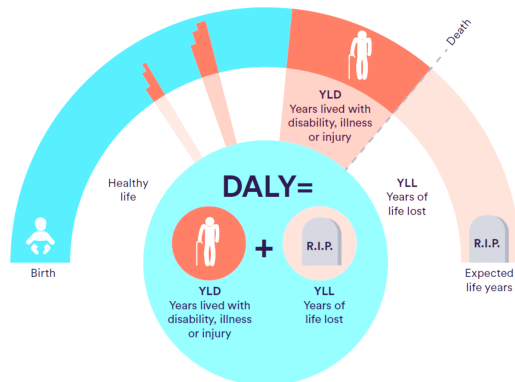 Death
YLD
Years lived with
disability, illness
or injury
Healthy
life
YLL
Years of
life lost
DALY=
R.I.P.
Birth
Expected
life years
+
R.I.P.
YLD
Years lived with
disability, illness
or injury
YLL
Years of
life lost